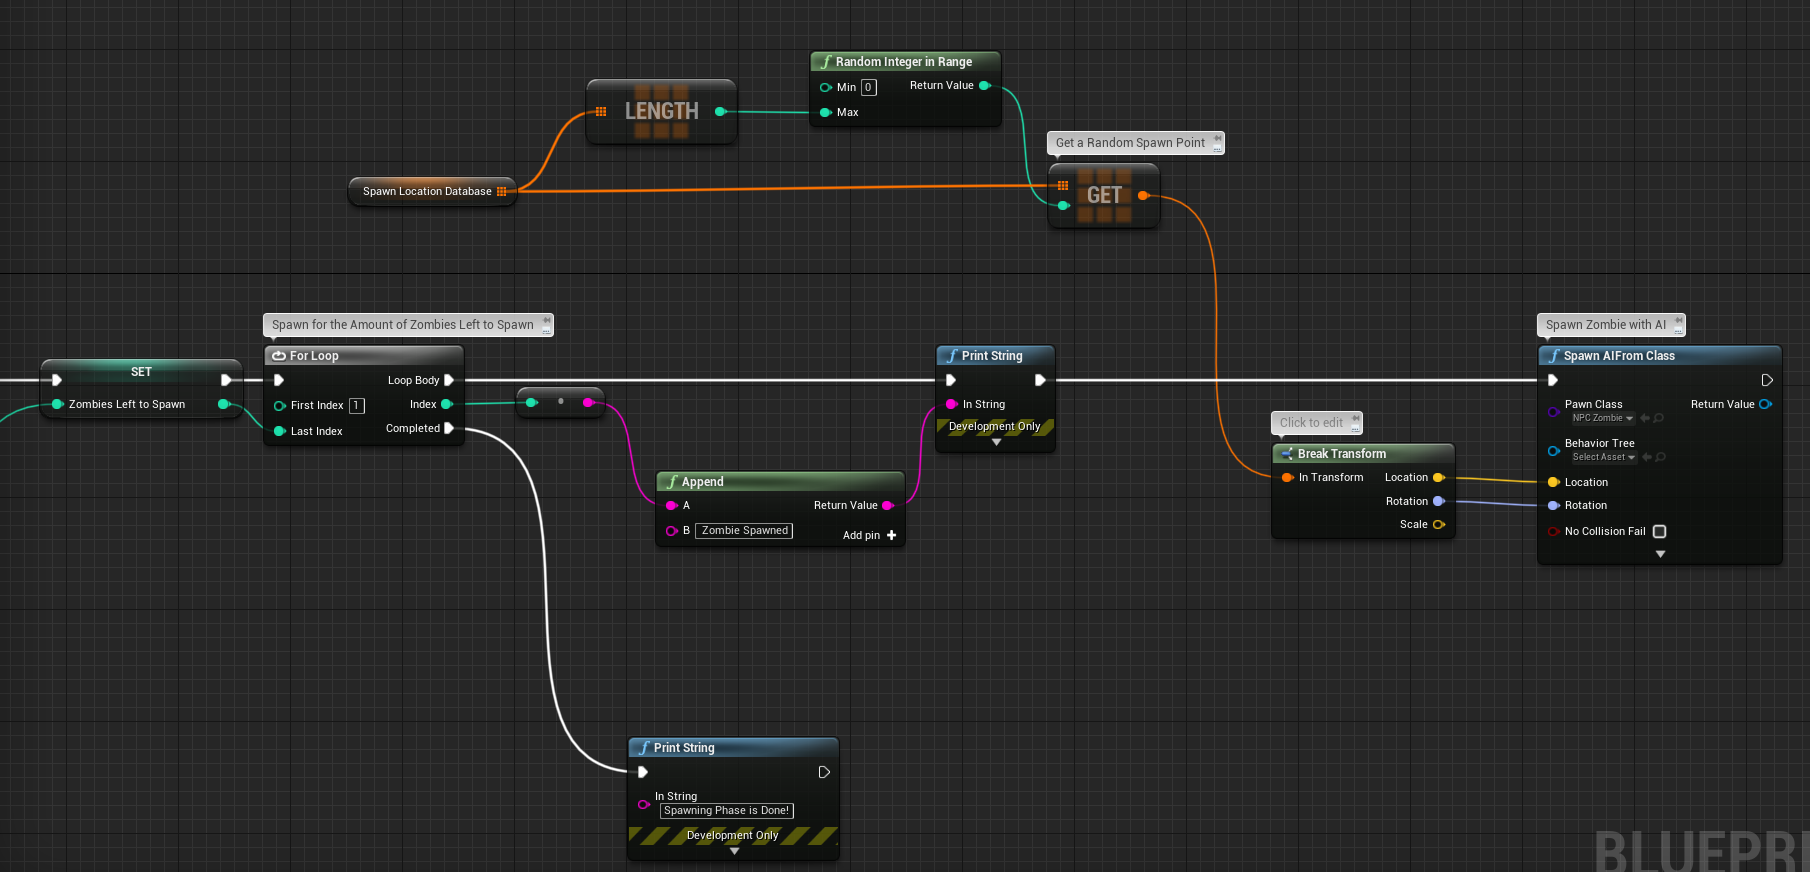 Random Integer in Range
Min 0
Return Value
Max
LENGTH
Get a Random Spawn Point
Spawn Location Database
GET
Spawn for the Amount of Zombies Left to Spawn
SET
Zombies Left to Spawn
For Loop
Loop Body
First Index 1
Index
Last Index
Completed
Print String
In String
Development Only
Append
A
Return Value
B Zombie Spawned
Add pin
Click to edit
Break Transform
In Transform
Location
Rotation
Scale
Spawn Zombie with AI
Spawn AIFrom Class
Pawn Class
NPC Zombie
Return Value
Behavior Tree
Select Asset
Location
Rotation
No Collision Fail
Print String
In String
Spawning Phase is Done!
Development Only
BLUEPRI